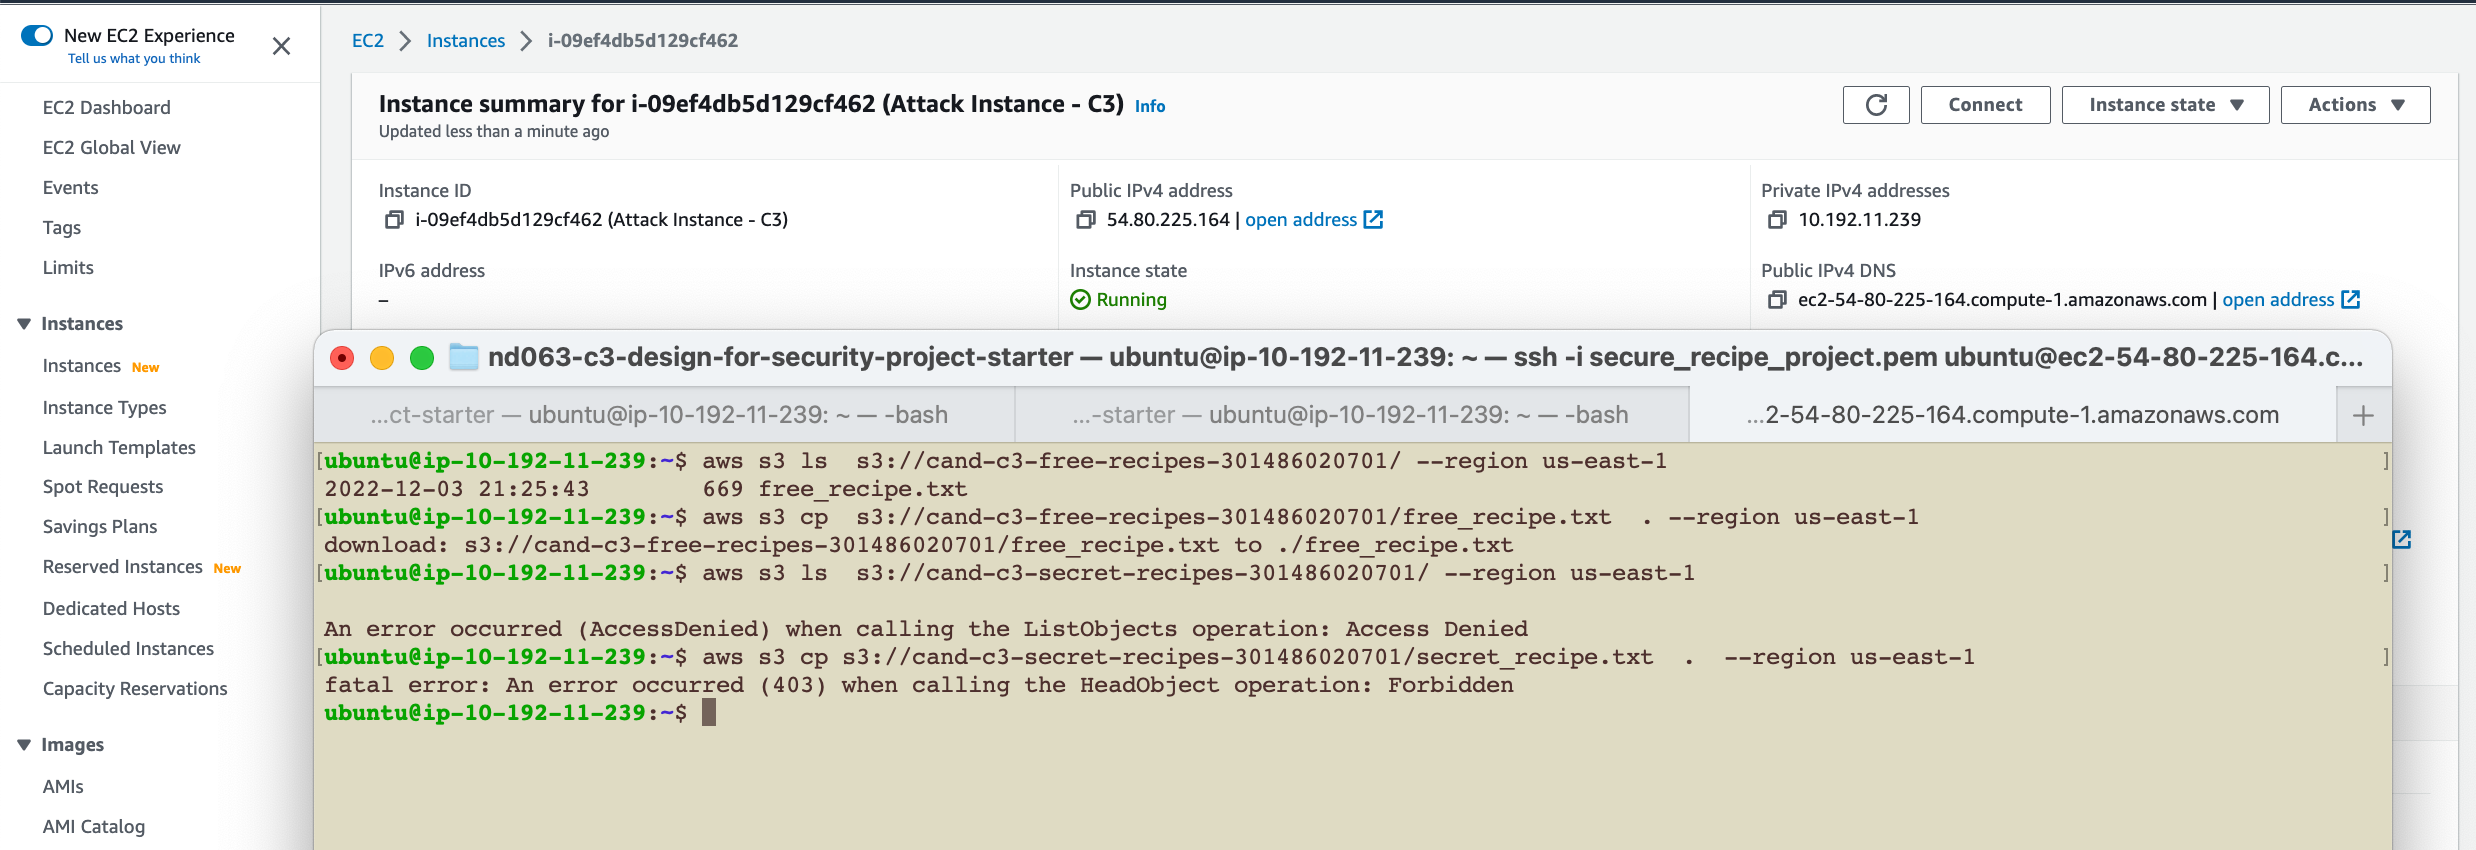 New EC2 Experience
Tell us what you think
EC2 Dashboard
EC2 Global View
Events
Tags
Limits
Instances
Instances New
Instance Types
Launch Templates
Spot Requests
Savings Plans
Reserved Instances New
Dedicated Hosts
Scheduled Instances
Capacity Reservations
Images
AMIs
AMI Catalog
EC2 > Instances > i-09ef4db5d129cf462
Instance summary for i-09ef4db5d129cf462 (Attack Instance - C3) Info
Updated less than a minute ago
Connect
Instance state ▼
Actions ▼
Instance ID
i-09ef4db5d129cf462 (Attack Instance - C3)
Public IPv4 address
54.80.225.164 | open address
Private IPv4 addresses
10.192.11.239
IPv6 address
–
Instance state
Running
Public IPv4 DNS
ec2-54-80-225-164.compute-1.amazonaws.com | open address
nd063-c3-design-for-security-project-starter — ubuntu@ip-10-192-11-239: ~ — ssh -i secure_recipe_project.pem ubuntu@ec2-54-80-225-164.c...
...ct-starter — ubuntu@ip-10-192-11-239: ~ — -bash
...-starter — ubuntu@ip-10-192-11-239: ~ — -bash
...2-54-80-225-164.compute-1.amazonaws.com
+
[ubuntu@ip-10-192-11-239:~$ aws s3 ls  s3://cand-c3-free-recipes-301486020701/ --region us-east-1 ]
2022-12-03 21:25:43        669 free_recipe.txt
[ubuntu@ip-10-192-11-239:~$ aws s3 cp  s3://cand-c3-free-recipes-301486020701/free_recipe.txt  . --region us-east-1 ]
download: s3://cand-c3-free-recipes-301486020701/free_recipe.txt to ./free_recipe.txt
[ubuntu@ip-10-192-11-239:~$ aws s3 ls  s3://cand-c3-secret-recipes-301486020701/ --region us-east-1 ]
An error occurred (AccessDenied) when calling the ListObjects operation: Access Denied
[ubuntu@ip-10-192-11-239:~$ aws s3 cp s3://cand-c3-secret-recipes-301486020701/secret_recipe.txt  .  --region us-east-1 ]
fatal error: An error occurred (403) when calling the HeadObject operation: Forbidden
ubuntu@ip-10-192-11-239:~$